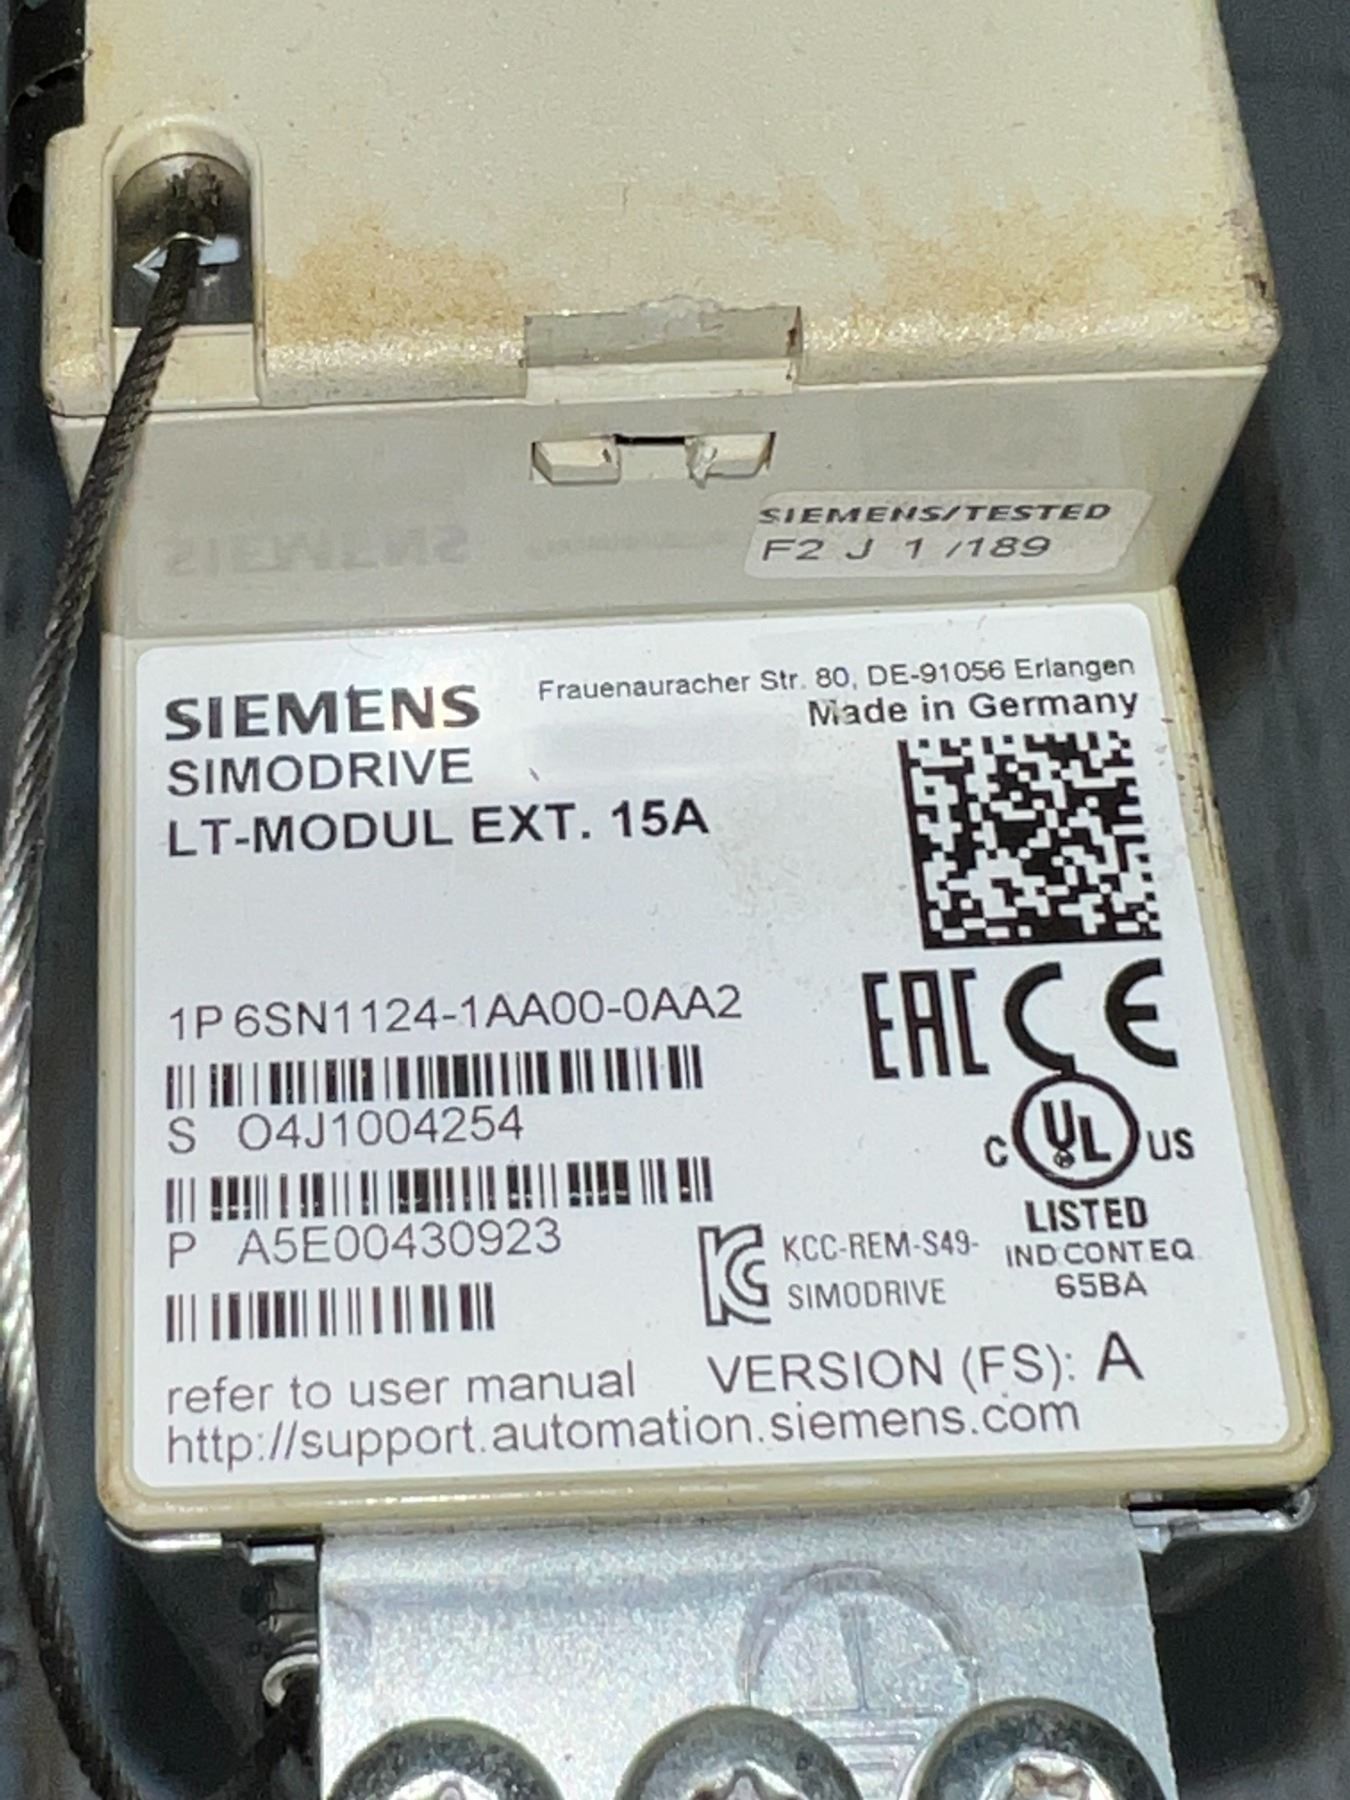 SIEMENS/TESTED
F2 J 1 /189
SIEMENS
Frauenauracher Str. 80, DE-91056 Erlangen
Made in Germany
SIMODRIVE
LT-MODUL EXT. 15A
1P 6SN1124-1AA00-0AA2
EAC CE
S O4J1004254
C UL US
LISTED
IND.CONT.EQ.
65BA
P A5E00430923
KCC-REM-S49-
SIMODRIVE
refer to user manual
VERSION (FS): A
http://support.automation.siemens.com